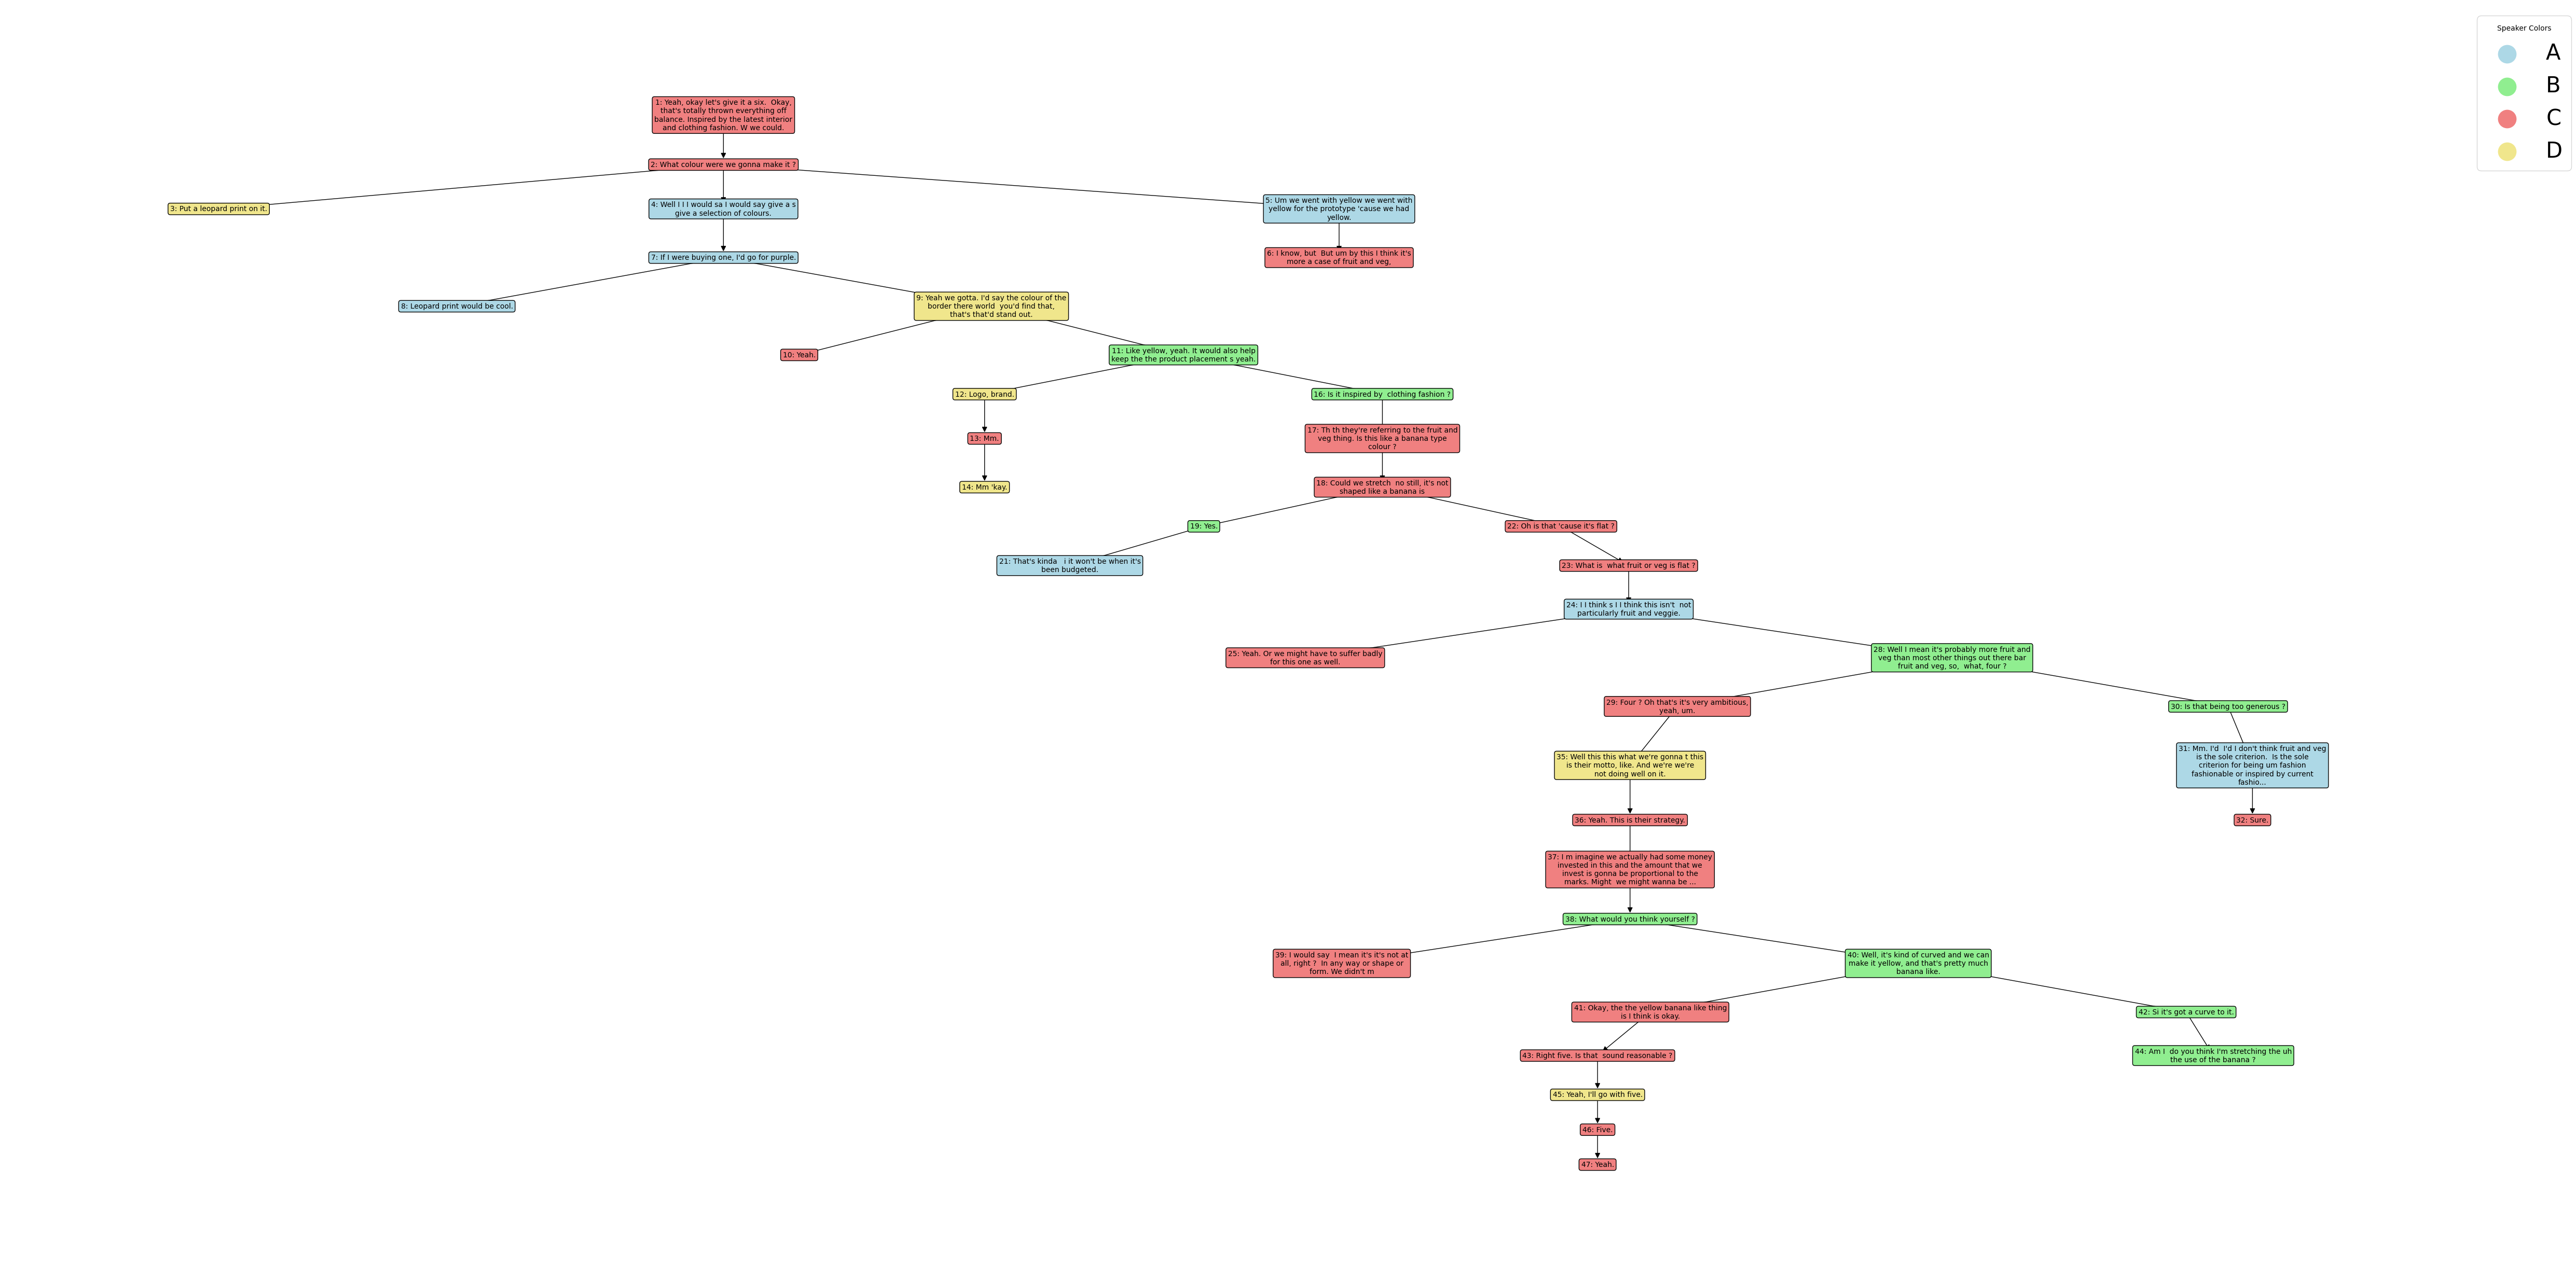 Speaker Colors
A
B
C
D
1: Yeah, okay let's give it a six.  Okay,
that's totally thrown everything off
balance. Inspired by the latest interior
and clothing fashion. W we could.
2: What colour were we gonna make it ?
3: Put a leopard print on it.
4: Well I I I would sa I would say give a s
give a selection of colours.
5: Um we went with yellow we went with
yellow for the prototype 'cause we had
yellow.
6: I know, but  But um by this I think it's
more a case of fruit and veg,
7: If I were buying one, I'd go for purple.
8: Leopard print would be cool.
9: Yeah we gotta. I'd say the colour of the
border there world  you'd find that,
that's that'd stand out.
10: Yeah.
11: Like yellow, yeah. It would also help
keep the the product placement s yeah.
12: Logo, brand.
16: Is it inspired by  clothing fashion ?
13: Mm.
17: Th th they're referring to the fruit and
veg thing. Is this like a banana type
colour ?
14: Mm 'kay.
18: Could we stretch  no still, it's not
shaped like a banana is
19: Yes.
22: Oh is that 'cause it's flat ?
21: That's kinda   i it won't be when it's
been budgeted.
23: What is  what fruit or veg is flat ?
24: I I think s I I think this isn't  not
particularly fruit and veggie.
25: Yeah. Or we might have to suffer badly
for this one as well.
28: Well I mean it's probably more fruit and
veg than most other things out there bar
fruit and veg, so,  what, four ?
29: Four ? Oh that's it's very ambitious,
yeah, um.
30: Is that being too generous ?
35: Well this this what we're gonna t this
is their motto, like. And we're we're
not doing well on it.
31: Mm. I'd  I'd I don't think fruit and veg
is the sole criterion.  Is the sole
criterion for being um fashion
fashionable or inspired by current
fashio...
36: Yeah. This is their strategy.
32: Sure.
37: I m imagine we actually had some money
invested in this and the amount that we
invest is gonna be proportional to the
marks. Might  we might wanna be ...
38: What would you think yourself ?
39: I would say  I mean it's it's not at
all, right ?  In any way or shape or
form. We didn't m
40: Well, it's kind of curved and we can
make it yellow, and that's pretty much
banana like.
41: Okay, the the yellow banana like thing
is I think is okay.
42: Si it's got a curve to it.
43: Right five. Is that  sound reasonable ?
44: Am I  do you think I'm stretching the uh
the use of the banana ?
45: Yeah, I'll go with five.
46: Five.
47: Yeah.